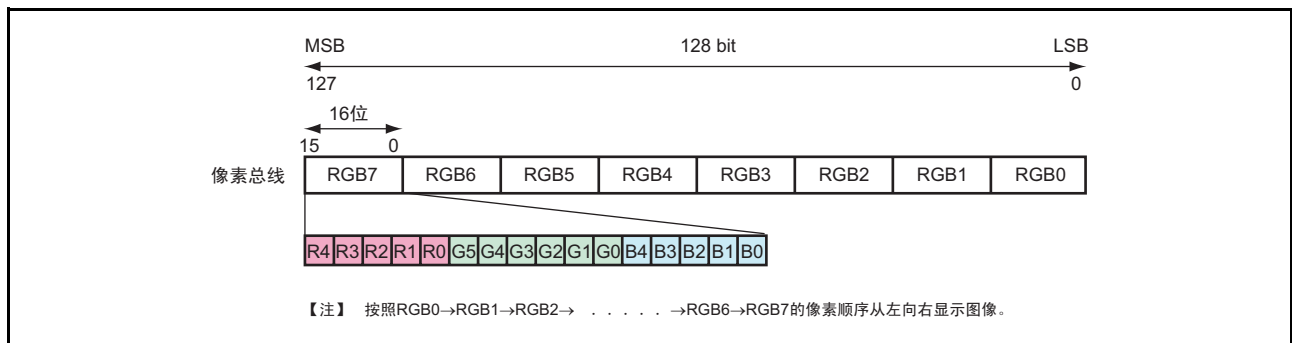 MSB 128 bit LSB
127 0
16位
15 0
像素总线 RGB7 RGB6 RGB5 RGB4 RGB3 RGB2 RGB1 RGB0
R4 R3 R2 R1 R0 G5 G4 G3 G2 G1 G0 B4 B3 B2 B1 B0
【注】 按照RGB0→RGB1→RGB2→ . . . . . →RGB6→RGB7的像素顺序从左向右显示图像。